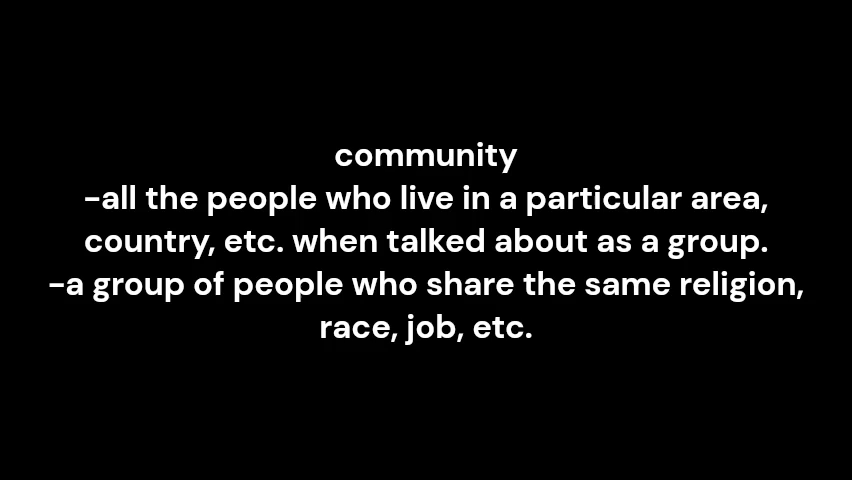 community
-all the people who live in a particular area,
country, etc. when talked about as a group.
-a group of people who share the same religion,
race, job, etc.